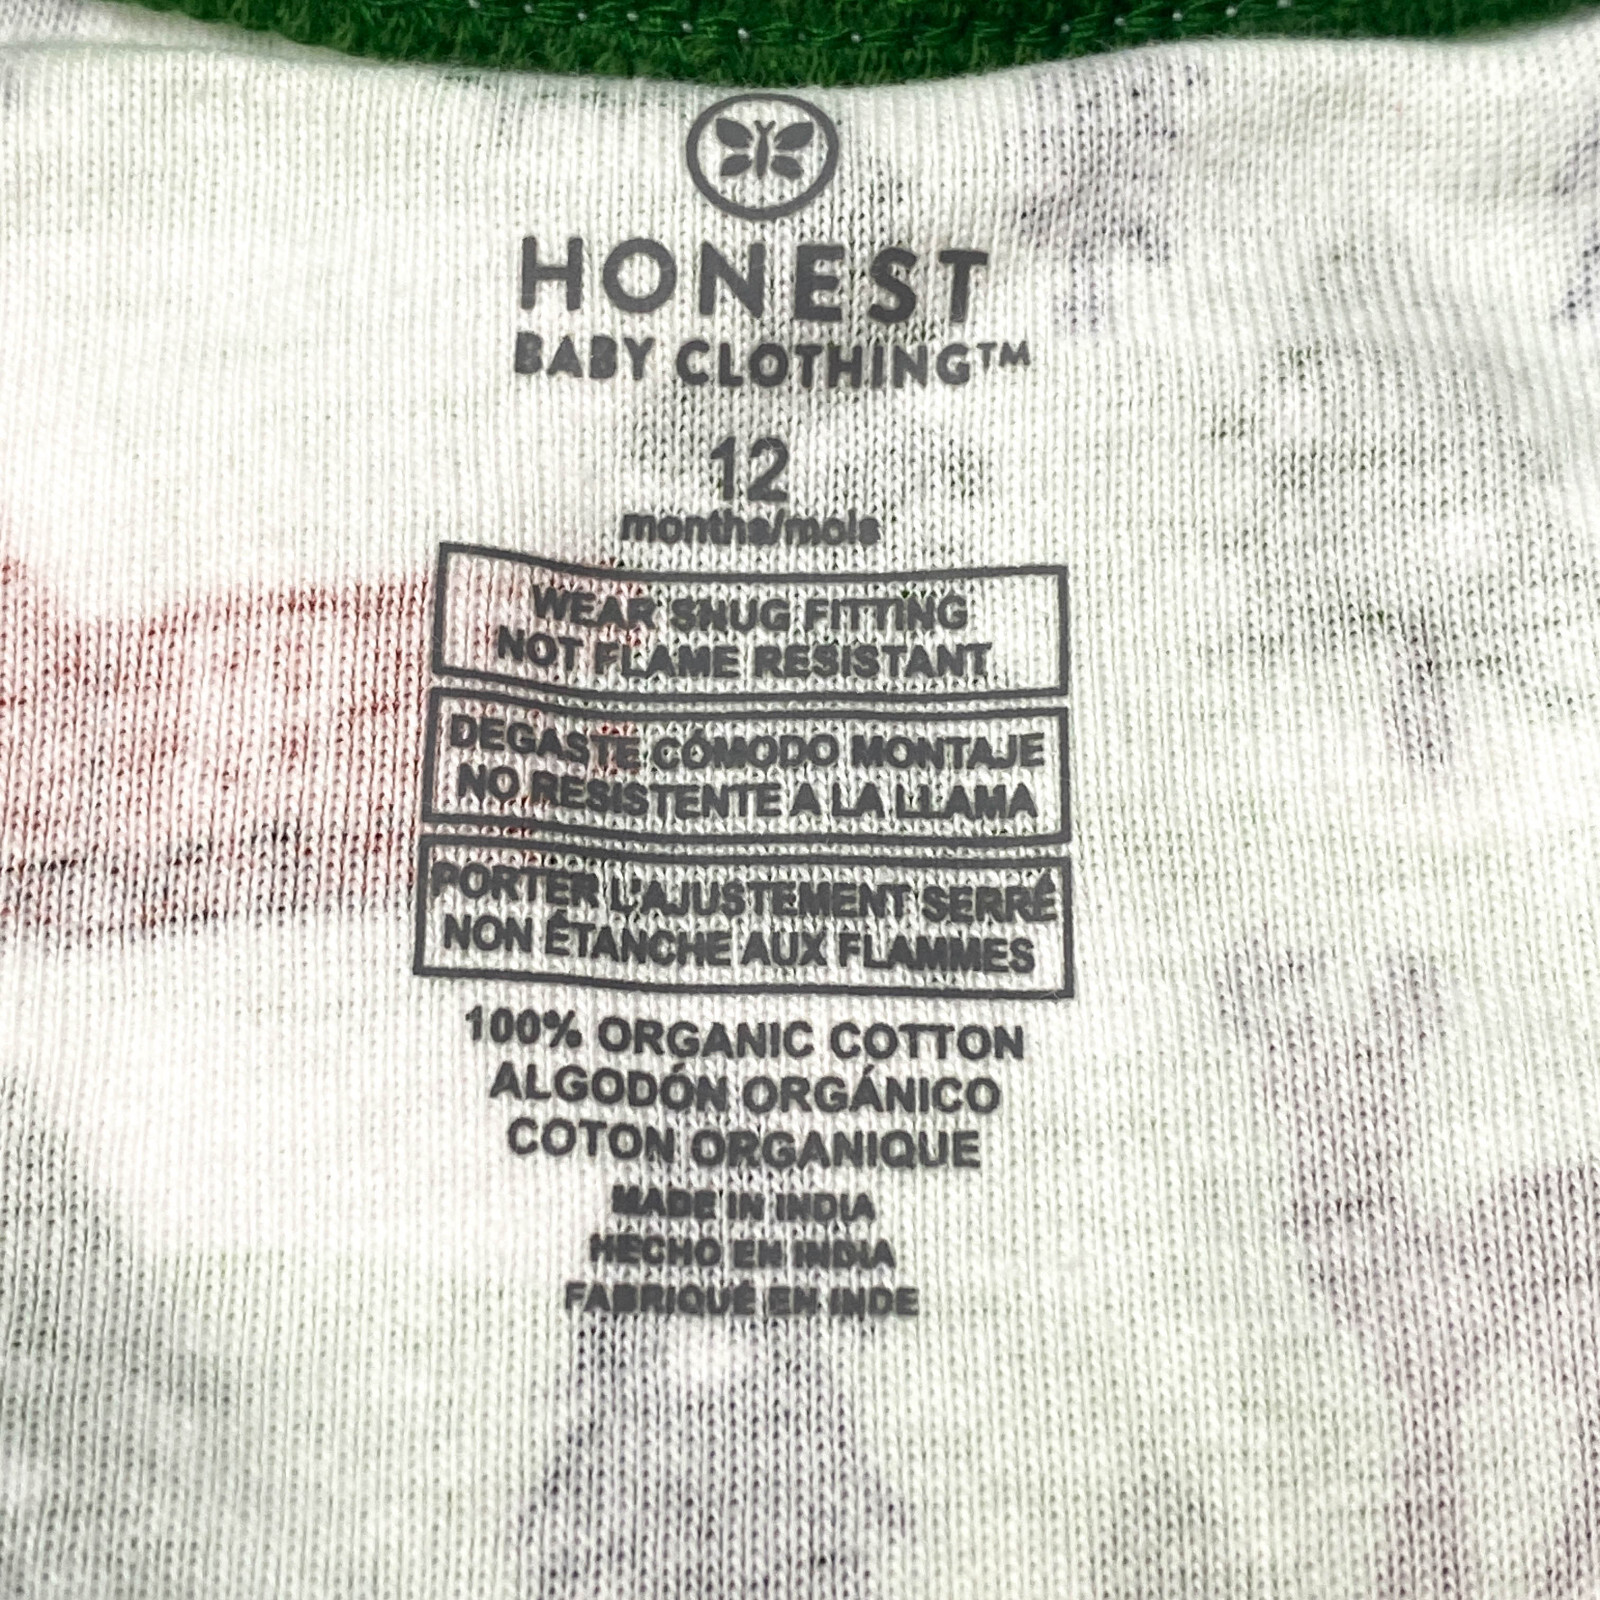 HONEST
BABY CLOTHING™
12
months/mois
WEAR SNUG FITTING
NOT FLAME RESISTANT
DEGASTE CÓMODO MONTAJE
NO RESISTENTE A LA LLAMA
PORTER L'AJUSTEMENT SERRÉ
NON ÉTANCHE AUX FLAMMES
100% ORGANIC COTTON
ALGODÓN ORGÁNICO
COTON ORGANIQUE
MADE IN INDIA
HECHO EN INDIA
FABRIQUÉ EN INDE